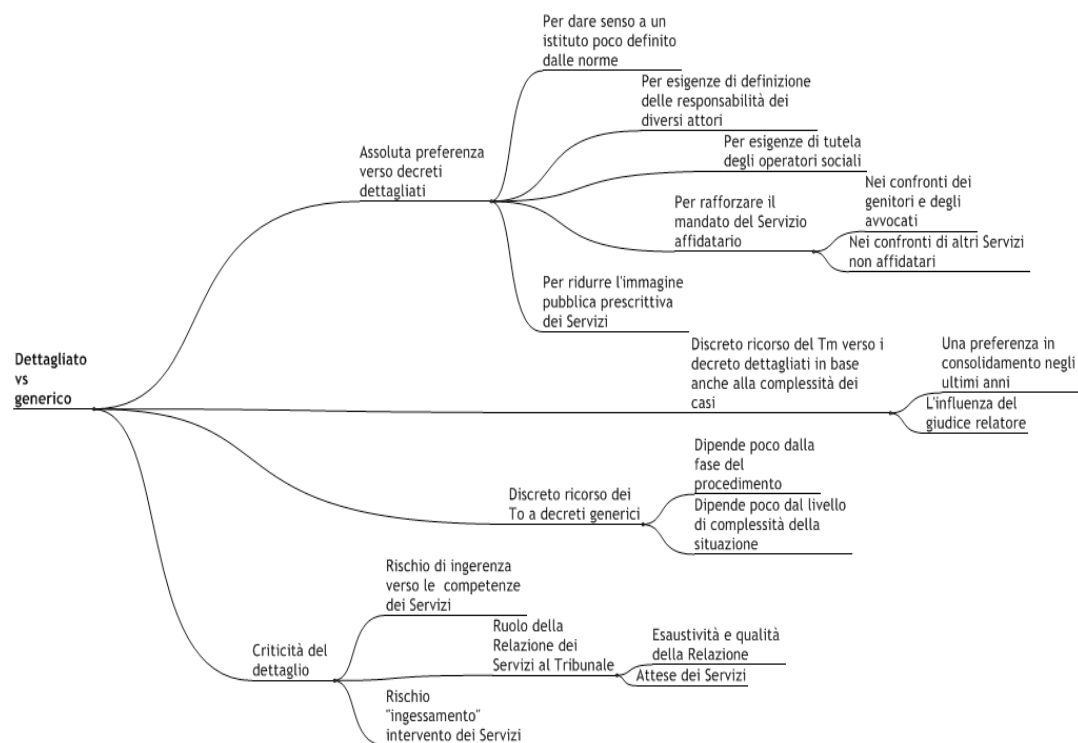 Dettagliato
vs
generico
Assoluta preferenza
verso decreti
dettagliati
Per dare senso a un
istituto poco definito
dalle norme
Per esigenze di definizione
delle responsabilità dei
diversi attori
Per esigenze di tutela
degli operatori sociali
Per rafforzare il
mandato del Servizio
affidatario
Nei confronti dei
genitori e degli
avvocati
Nei confronti di altri Servizi
non affidatari
Per ridurre l'immagine
pubblica prescrittiva
dei Servizi
Discreto ricorso del Tm verso i
decreto dettagliati in base
anche alla complessità dei
casi
Una preferenza in
consolidamento negli
ultimi anni
L'influenza del
giudice relatore
Discreto ricorso dei
To a decreti generici
Dipende poco dalla
fase del
procedimento
Dipende poco dal livello
di complessità della
situazione
Criticità del
dettaglio
Rischio di ingerenza
verso le competenze
dei Servizi
Ruolo della
Relazione dei
Servizi al Tribunale
Esaustività e qualità
della Relazione
Attese dei Servizi
Rischio
"ingessamento"
intervento dei Servizi